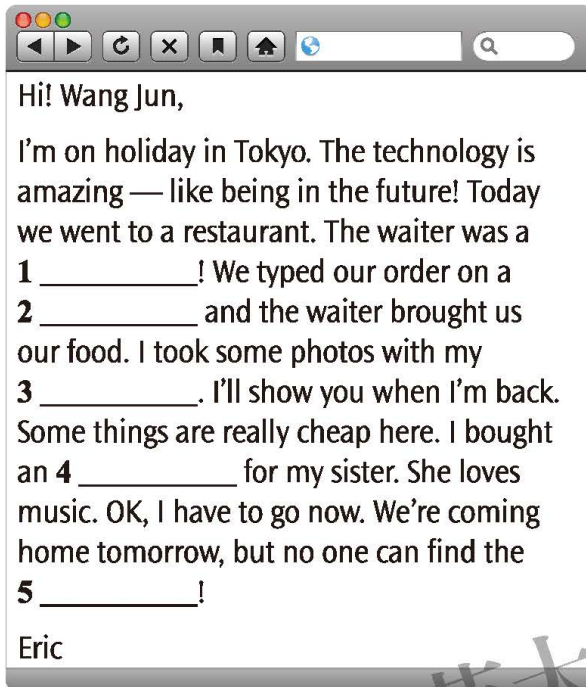 Hi! Wang Jun,
I'm on holiday in Tokyo. The technology is
amazing — like being in the future! Today
we went to a restaurant. The waiter was a
1 __________! We typed our order on a
2 __________ and the waiter brought us
our food. I took some photos with my
3 __________. I'll show you when I'm back.
Some things are really cheap here. I bought
an 4 __________ for my sister. She loves
music. OK, I have to go now. We're coming
home tomorrow, but no one can find the
5 __________!
Eric